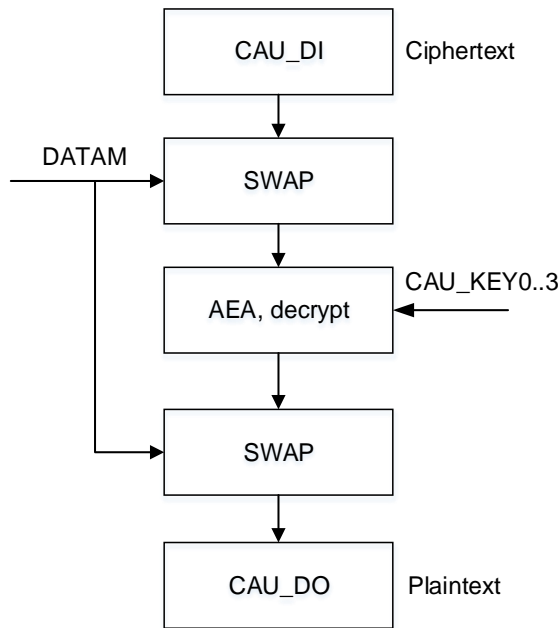 CAU_DI
Ciphertext
DATAM
SWAP
CAU_KEY0..3
AEA, decrypt
SWAP
CAU_DO
Plaintext